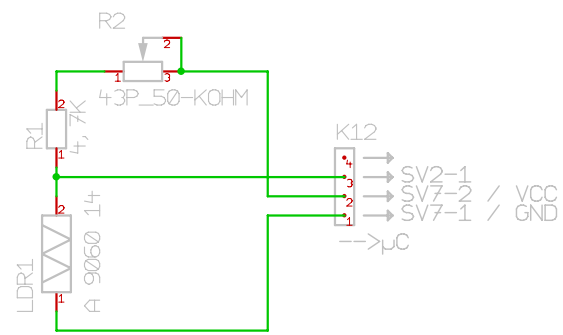 R2
2
1
3
43P_50-KOHM
2
R1
4,7K
1
K12
4
3
SV2-1
2
SV7-2 / VCC
1
SV7-1 / GND
-->µC
2
LDR1
A 9060 14
1